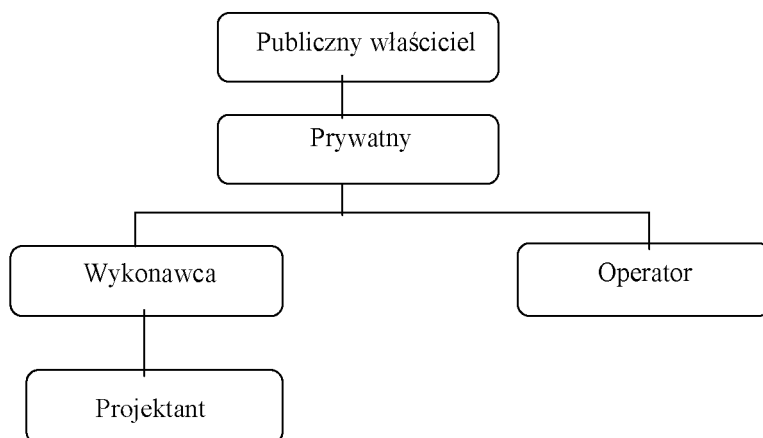 Publiczny właściciel
Prywatny
Wykonawca
Operator
Projektant